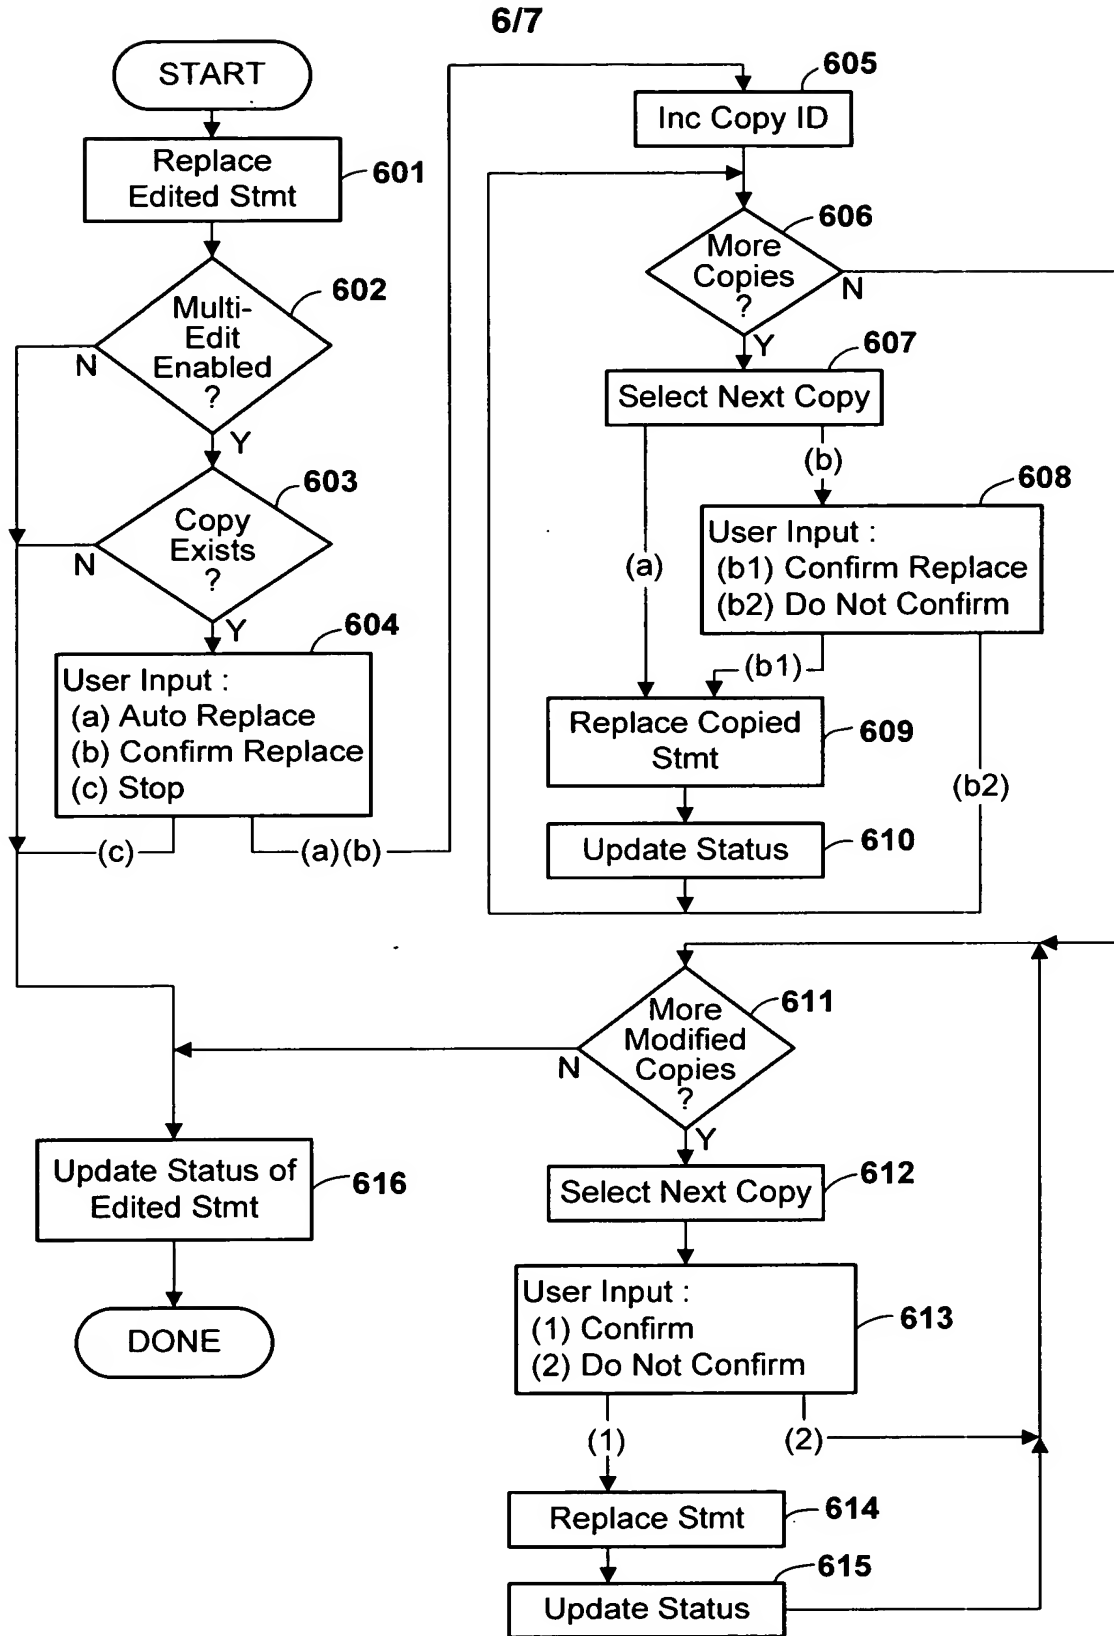 6/7
START
Replace
Edited Stmt
601
Multi-
Edit
Enabled
?
602
N
Y
Copy
Exists
?
603
N
Y
604
User Input :
(a) Auto Replace
(b) Confirm Replace
(c) Stop
(c)
(a)(b)
605
Inc Copy ID
606
More
Copies
?
N
Y
607
Select Next Copy
(a)
(b)
608
User Input :
(b1) Confirm Replace
(b2) Do Not Confirm
(b1)
(b2)
Replace Copied
Stmt
609
Update Status
610
More
Modified
Copies
?
611
N
Y
Select Next Copy
612
User Input :
(1) Confirm
(2) Do Not Confirm
613
(1)
(2)
Replace Stmt
614
615
Update Status
Update Status of
Edited Stmt
616
DONE